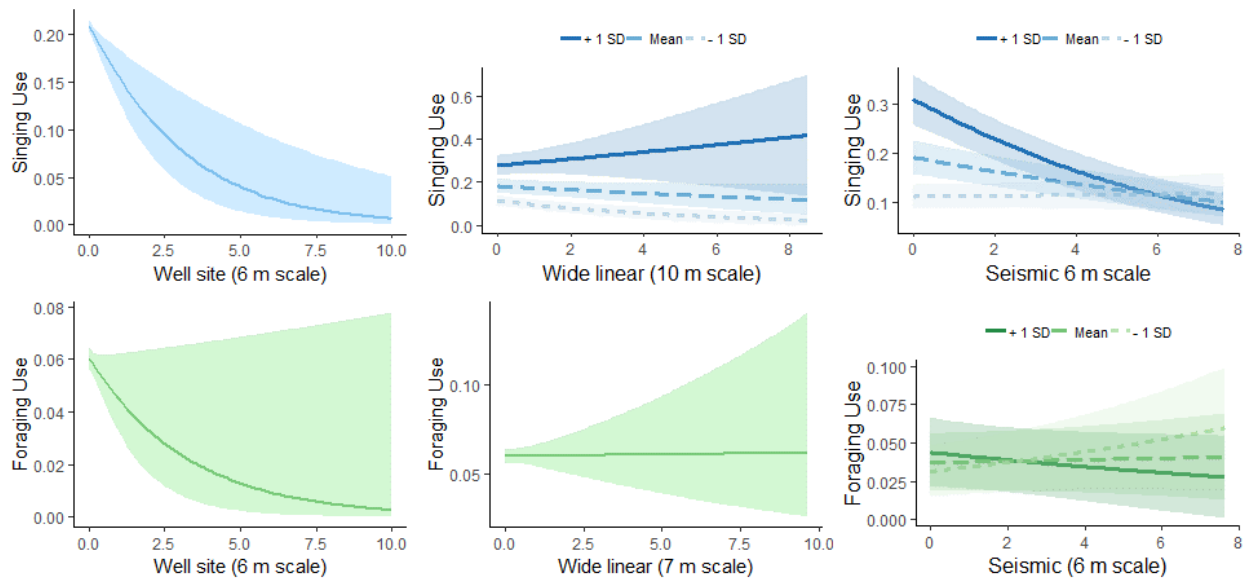 Singing Use
0.20
0.15
0.10
0.05
0.00
0.0 2.5 5.0 7.5 10.0
Well site (6 m scale)
+ 1 SD Mean - 1 SD
Singing Use
0.6
0.4
0.2
0.0
0 2 4 6 8
Wide linear (10 m scale)
+ 1 SD Mean - 1 SD
Singing Use
0.3
0.2
0.1
0 2 4 6 8
Seismic 6 m scale
Foraging Use
0.08
0.06
0.04
0.02
0.00
0.0 2.5 5.0 7.5 10.0
Well site (6 m scale)
Foraging Use
0.10
0.05
0.0 2.5 5.0 7.5 10.0
Wide linear (7 m scale)
+ 1 SD Mean - 1 SD
Foraging Use
0.100
0.075
0.050
0.025
0.000
0 2 4 6 8
Seismic (6 m scale)